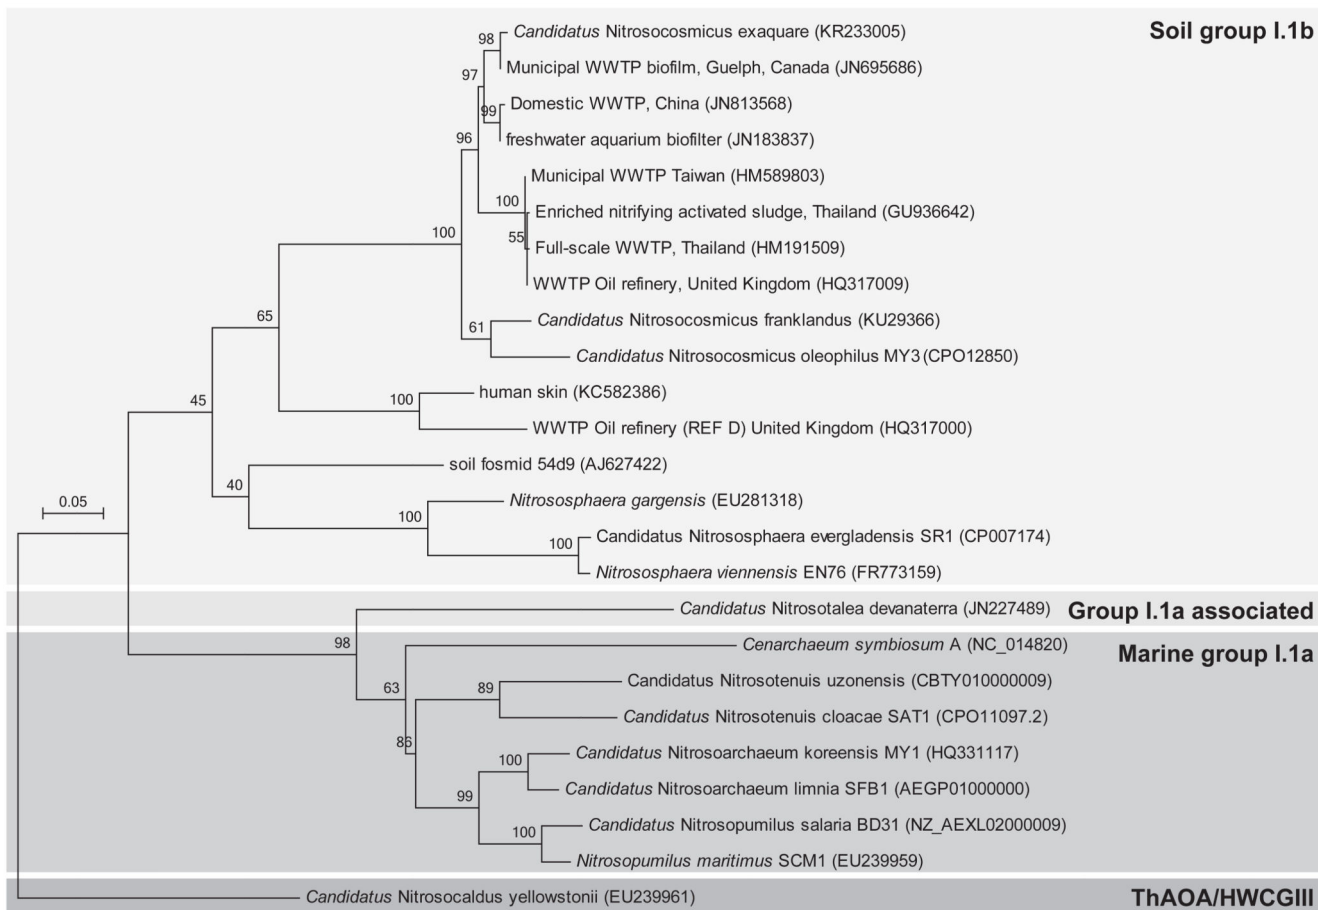 Soil group I.1b
98
Candidatus Nitrosocosmicus exaquare (KR233005)
Municipal WWTP biofilm, Guelph, Canada (JN695686)
97
99
Domestic WWTP, China (JN813568)
freshwater aquarium biofilter (JN183837)
96
Municipal WWTP Taiwan (HM589803)
100
Enriched nitrifying activated sludge, Thailand (GU936642)
55
Full-scale WWTP, Thailand (HM191509)
100
WWTP Oil refinery, United Kingdom (HQ317009)
65
61
Candidatus Nitrosocosmicus franklandus (KU29366)
Candidatus Nitrosocosmicus oleophilus MY3 (CPO12850)
45
100
human skin (KC582386)
WWTP Oil refinery (REF D) United Kingdom (HQ317000)
40
soil fosmid 54d9 (AJ627422)
0.05
100
Nitrososphaera gargensis (EU281318)
100
Candidatus Nitrososphaera evergladensis SR1 (CP007174)
Nitrososphaera viennensis EN76 (FR773159)
98
Candidatus Nitrosotalea devanaterra (JN227489)
Group I.1a associated
Cenarchaeum symbiosum A (NC_014820)
Marine group I.1a
63
89
Candidatus Nitrosotenuis uzonensis (CBTY010000009)
Candidatus Nitrosotenuis cloacae SAT1 (CPO11097.2)
86
100
Candidatus Nitrosoarchaeum koreensis MY1 (HQ331117)
Candidatus Nitrosoarchaeum limnia SFB1 (AEGP01000000)
99
100
Candidatus Nitrosopumilus salaria BD31 (NZ_AEXL02000009)
Nitrosopumilus maritimus SCM1 (EU239959)
Candidatus Nitrosocaldus yellowstonii (EU239961)
ThAOA/HWCGIII